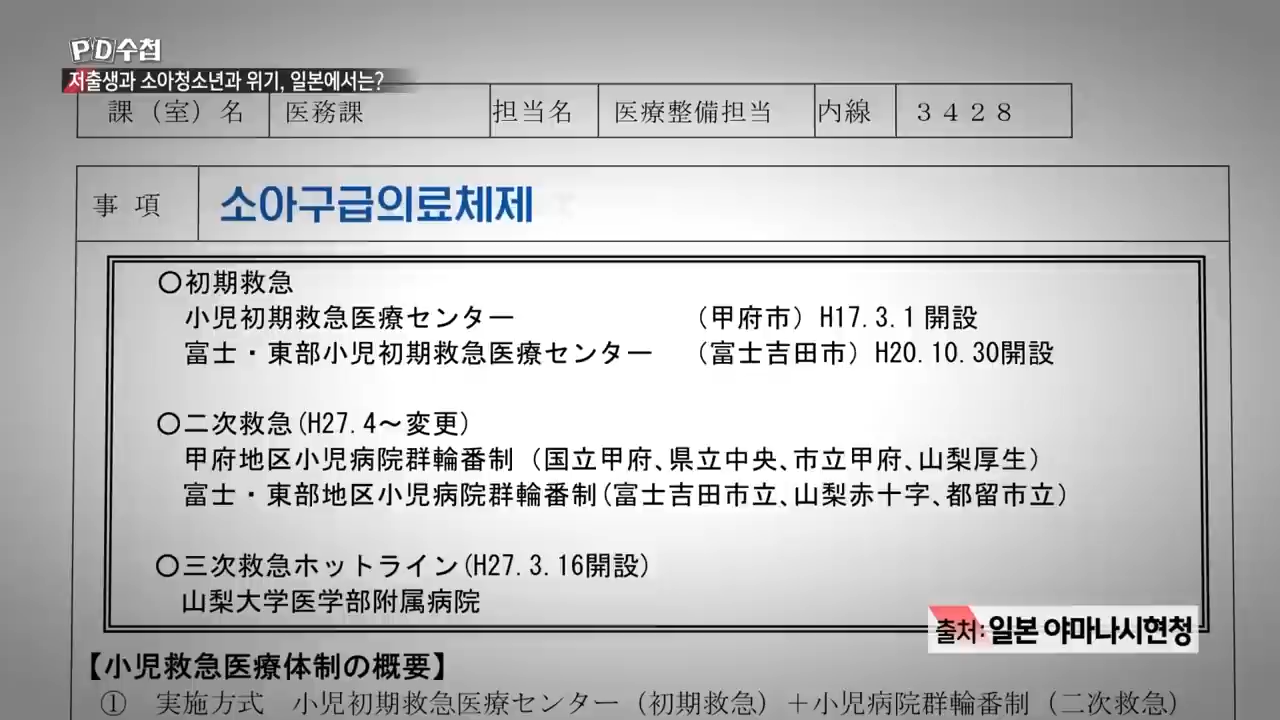 PD수첩
저출생과 소아청소년과 위기, 일본에서는?
課（室）名 医務課 担当名 医療整備担当 内線 ３４２８
事 項 소아구급의료체제
〇初期救急
小児初期救急医療センター （甲府市）H17.3.1開設
富士・東部小児初期救急医療センター （富士吉田市）H20.10.30開設
〇二次救急(H27.4～変更)
甲府地区小児病院群輪番制（国立甲府､県立中央､市立甲府､山梨厚生）
富士・東部地区小児病院群輪番制(富士吉田市立､山梨赤十字､都留市立)
〇三次救急ホットライン(H27.3.16開設)
山梨大学医学部附属病院
출처: 일본 야마나시현청
【小児救急医療体制の概要】
① 実施方式 小児初期救急医療センター（初期救急）＋小児病院群輪番制（二次救急）